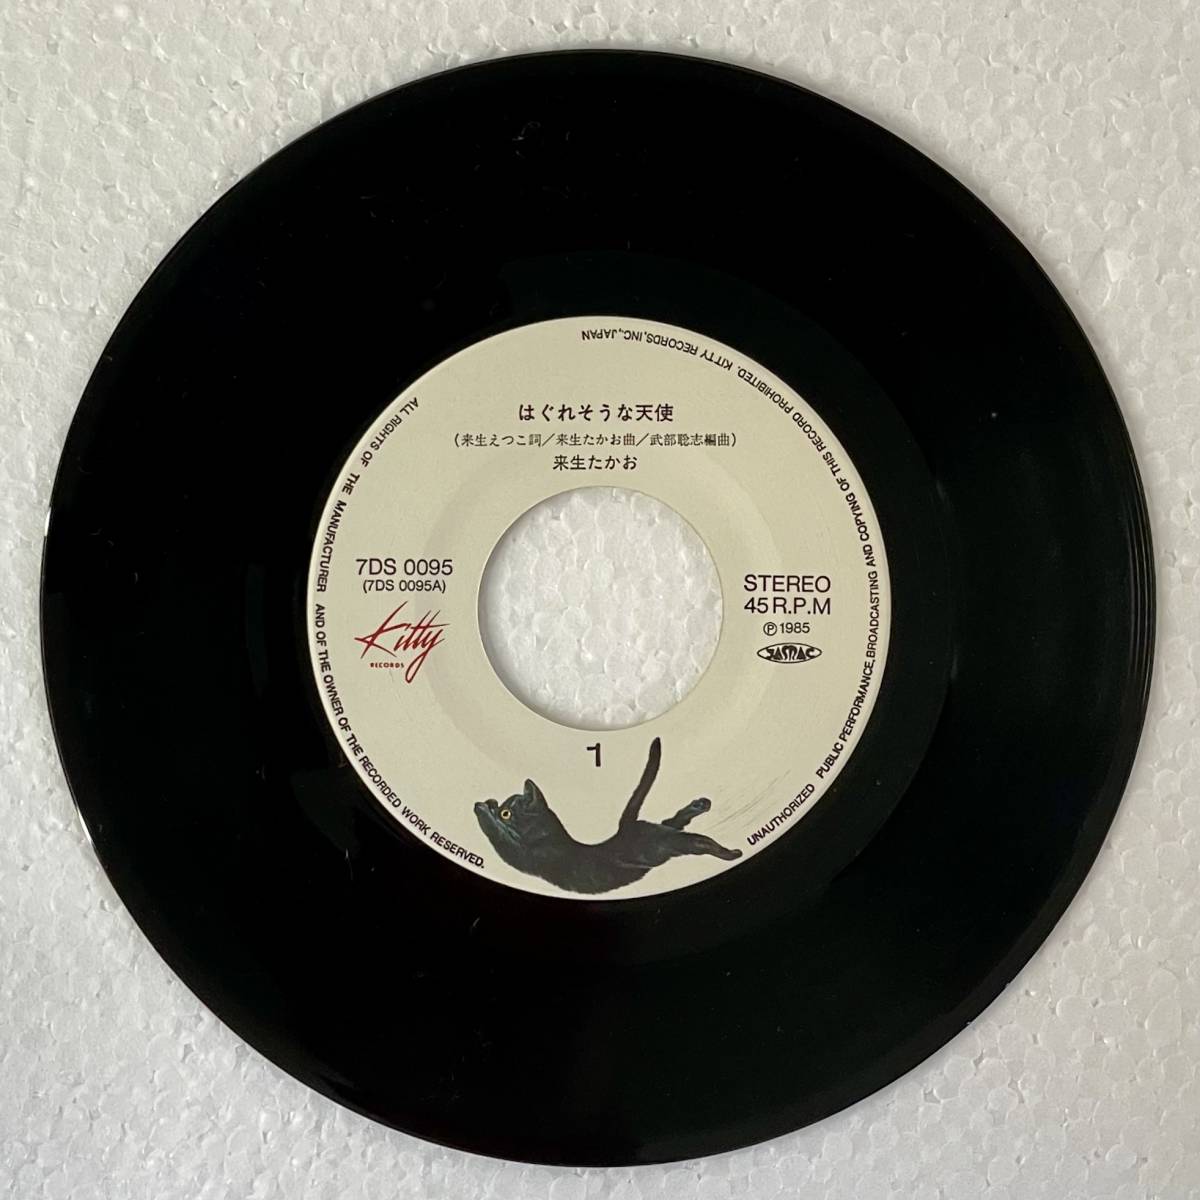 はぐれそうな天使
(来生えつこ詞／来生たかお曲／武部聡志編曲)
来生たかお
7DS 0095
(7DS 0095A)
Kitty
RECORDS
STEREO
45 R.P.M
Ⓟ1985
JASRAC
1
ALL RIGHTS OF THE MANUFACTURER AND OF THE OWNER OF THE RECORDED WORK RESERVED.
UNAUTHORIZED PUBLIC PERFORMANCE, BROADCASTING AND COPYING OF THIS RECORD PROHIBITED. KITTY RECORDS, INC., JAPAN